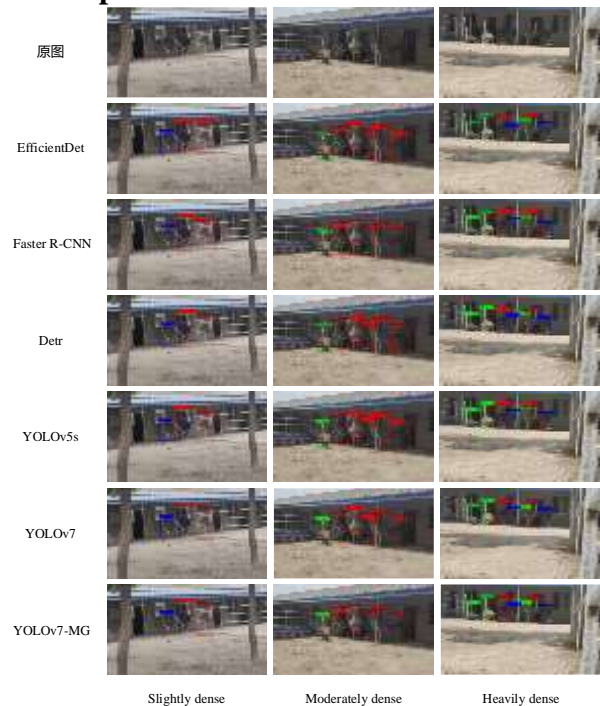 原图
EfficientDet
Faster R-CNN
Detr
YOLOv5s
YOLOv7
YOLOv7-MG
Slightly dense
Moderately dense
Heavily dense